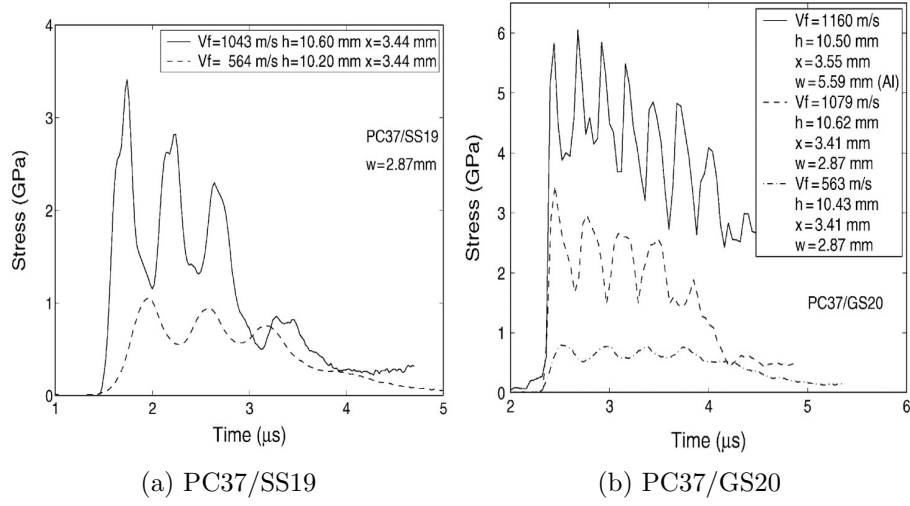 Vf=1043 m/s h=10.60 mm x=3.44 mm
Vf= 564 m/s h=10.20 mm x=3.44 mm
PC37/SS19
w=2.87mm
Stress (GPa)
4
3
2
1
0
1
2
3
4
5
Time (μs)
(a) PC37/SS19
Vf=1160 m/s
h=10.50 mm
x=3.55 mm
w=5.59 mm (Al)
Vf=1079 m/s
h=10.62 mm
x=3.41 mm
w=2.87 mm
Vf=563 m/s
h=10.43 mm
x=3.41 mm
w=2.87 mm
PC37/GS20
Stress (GPa)
6
5
4
3
2
1
0
2
3
4
5
6
Time (μs)
(b) PC37/GS20